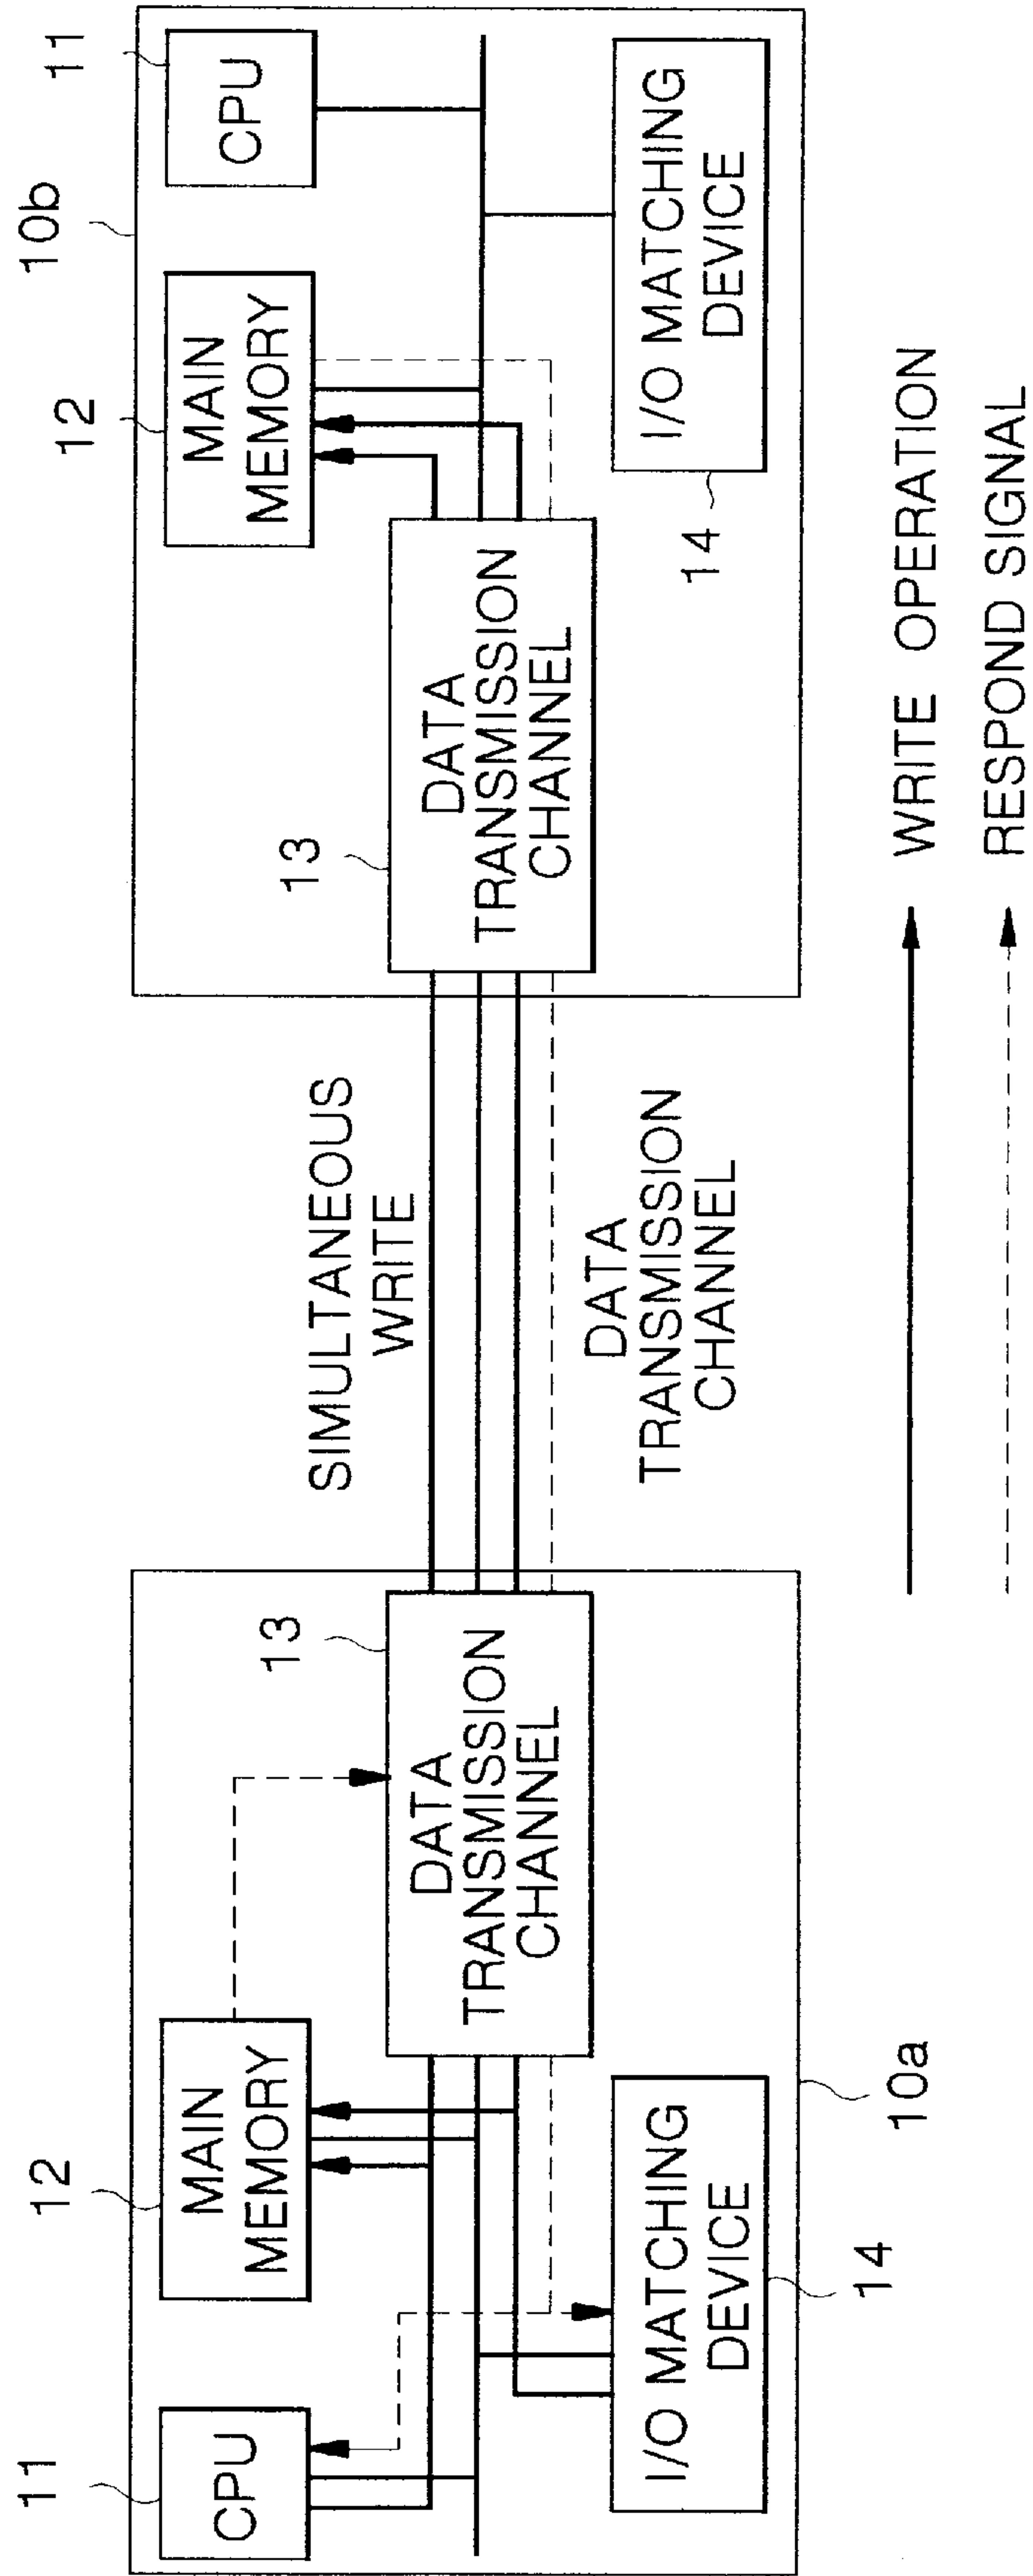 11
CPU
12
MAIN
MEMORY
13
DATA
TRANSMISSION
CHANNEL
I/O MATCHING
DEVICE
14
10a
SIMULTANEOUS
WRITE
DATA
TRANSMISSION
CHANNEL
10b
11
CPU
12
MAIN
MEMORY
13
DATA
TRANSMISSION
CHANNEL
I/O MATCHING
DEVICE
14
WRITE OPERATION
RESPOND SIGNAL